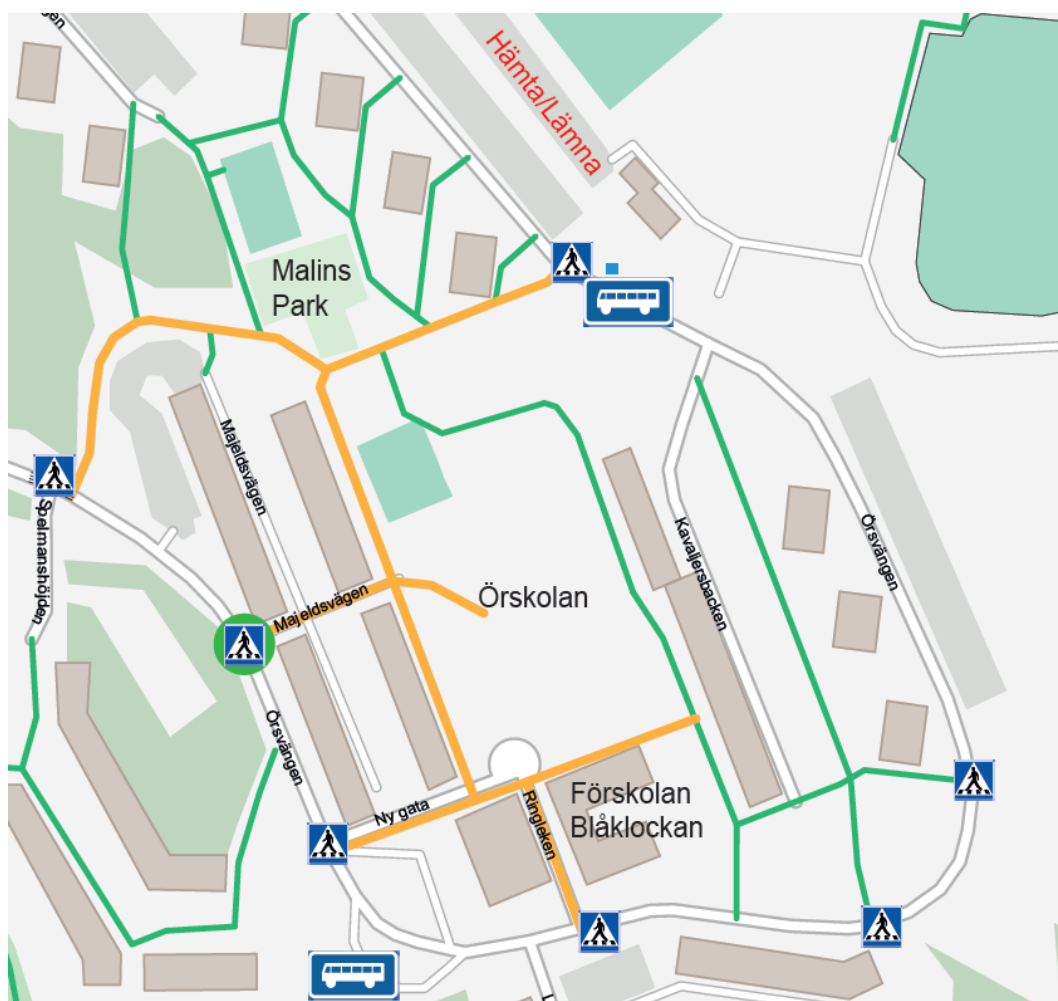 Hämta/Lämna
Malins
Park
Majeldsvägen
Spelmanshöjden
Kavaljersbacken
Örsvängen
Örskolan
Majeldsvägen
Örsvängen
Ny gata
Ringleken
Förskolan
Blåklockan